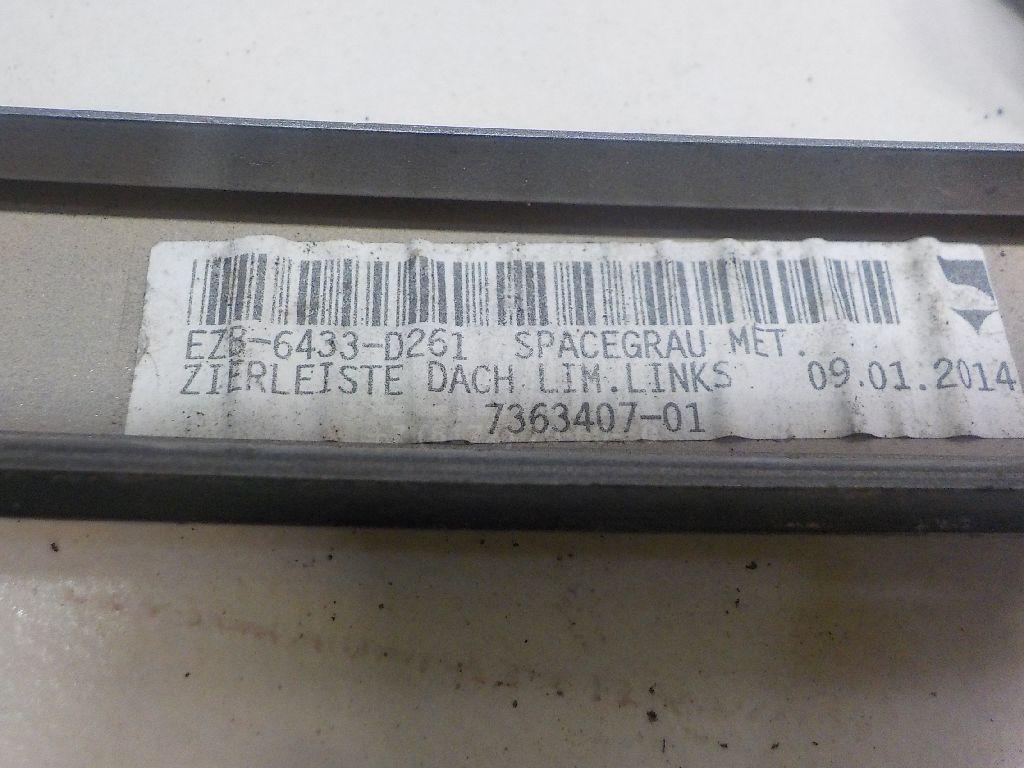 EZB-6433-D261 SPACEGRAU MET.
ZIERLEISTE DACH LIM.LINKS 09.01.2014
7363407-01